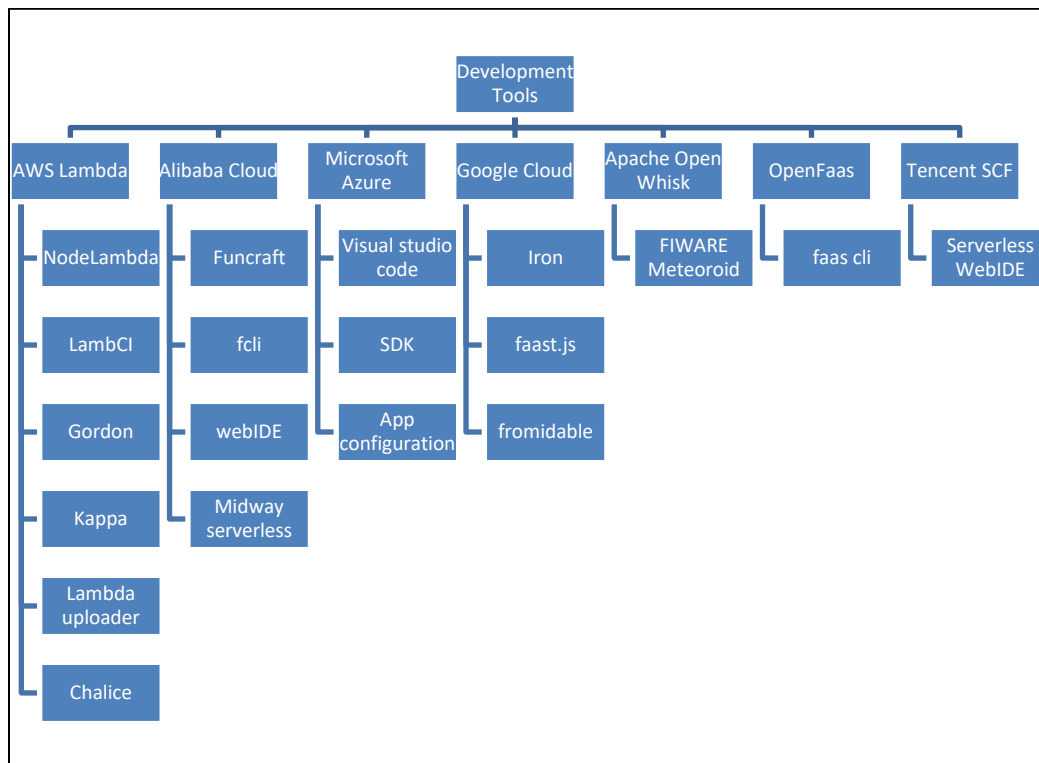 Development
Tools
AWS Lambda
Alibaba Cloud
Microsoft
Azure
Google Cloud
Apache Open
Whisk
OpenFaas
Tencent SCF
NodeLambda
LambCI
Gordon
Kappa
Lambda
uploader
Chalice
Funcraft
fcli
webIDE
Midway
serverless
Visual studio
code
SDK
App
configuration
Iron
faast.js
fromidable
FIWARE
Meteoroid
faas cli
Serverless
WebIDE